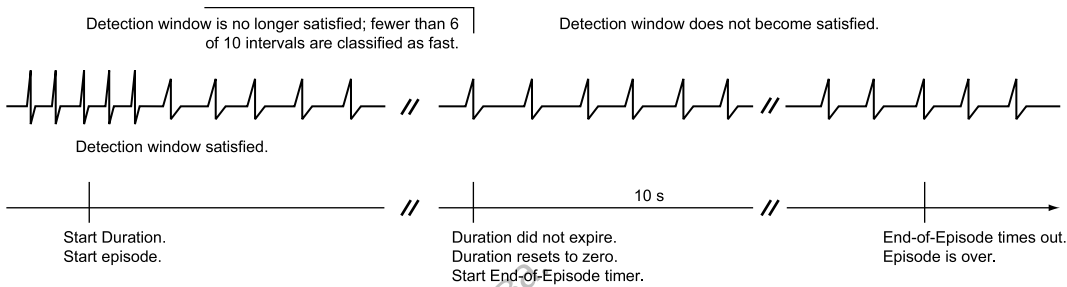 Detection window is no longer satisfied; fewer than 6
of 10 intervals are classified as fast.
Detection window does not become satisfied.
Detection window satisfied.
10 s
Start Duration.
Start episode.
Duration did not expire.
Duration resets to zero.
Start End-of-Episode timer.
End-of-Episode times out.
Episode is over.